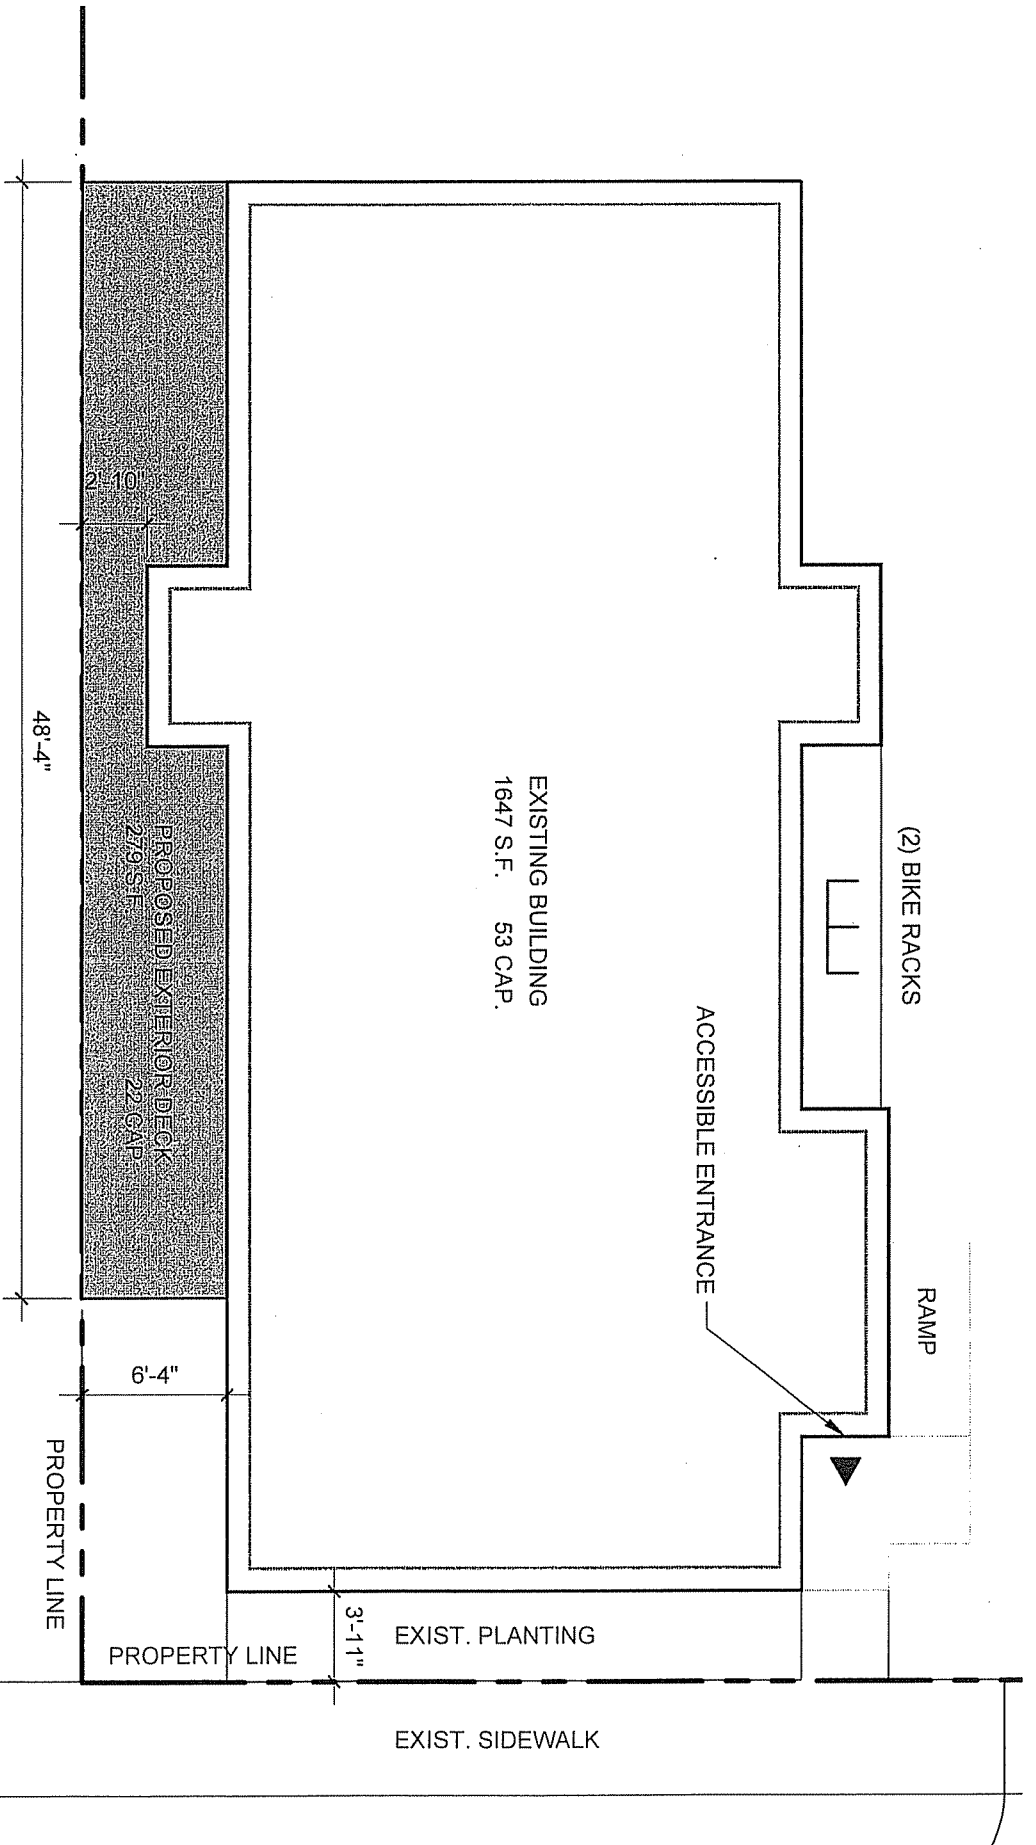 (2) BIKE RACKS
RAMP
ACCESSIBLE ENTRANCE
EXISTING BUILDING
1647 S.F. 53 CAP.
2'-10"
PROPOSED EXTERIOR DECK
279 S.F. 22 CAP.
48'-4"
6'-4"
PROPERTY LINE
PROPERTY LINE
3'-11"
EXIST. PLANTING
EXIST. SIDEWALK